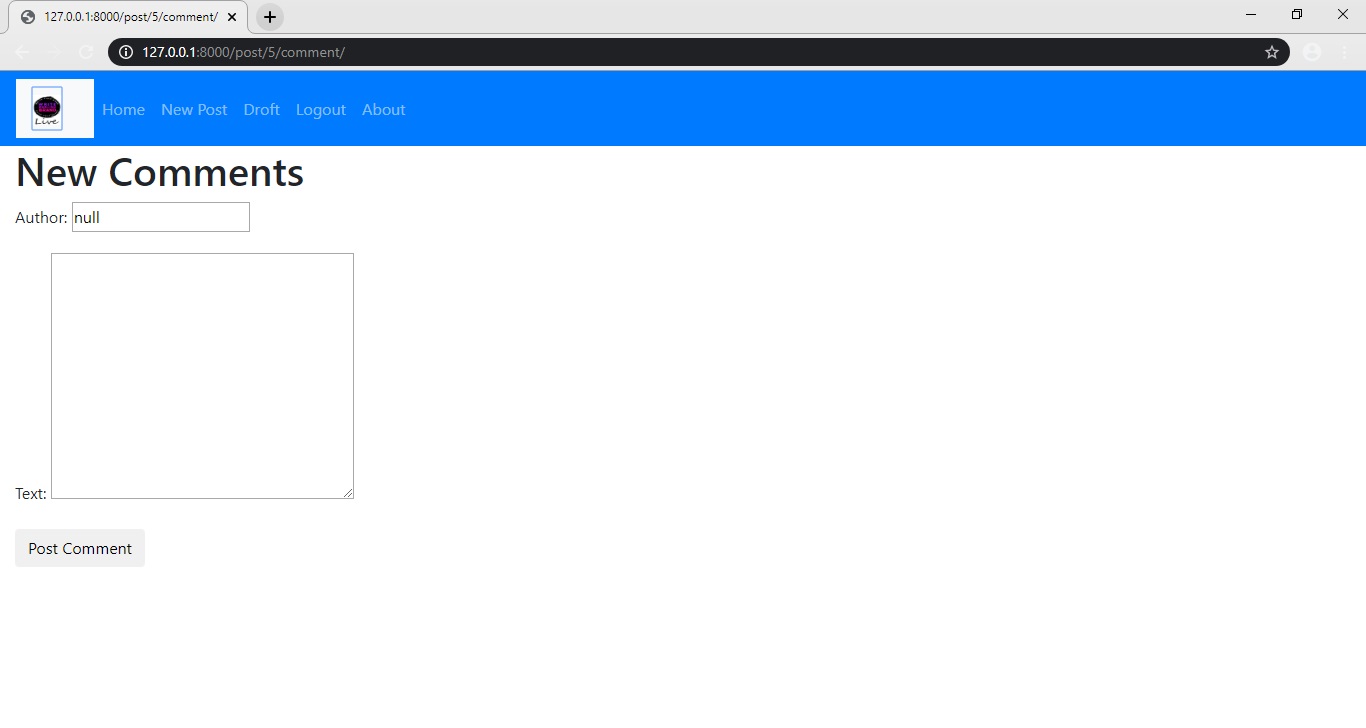 127.0.0.1:8000/post/5/comment/
127.0.0.1:8000/post/5/comment/
Live
Home New Post Droft Logout About
New Comments
Author: null
Text:
Post Comment